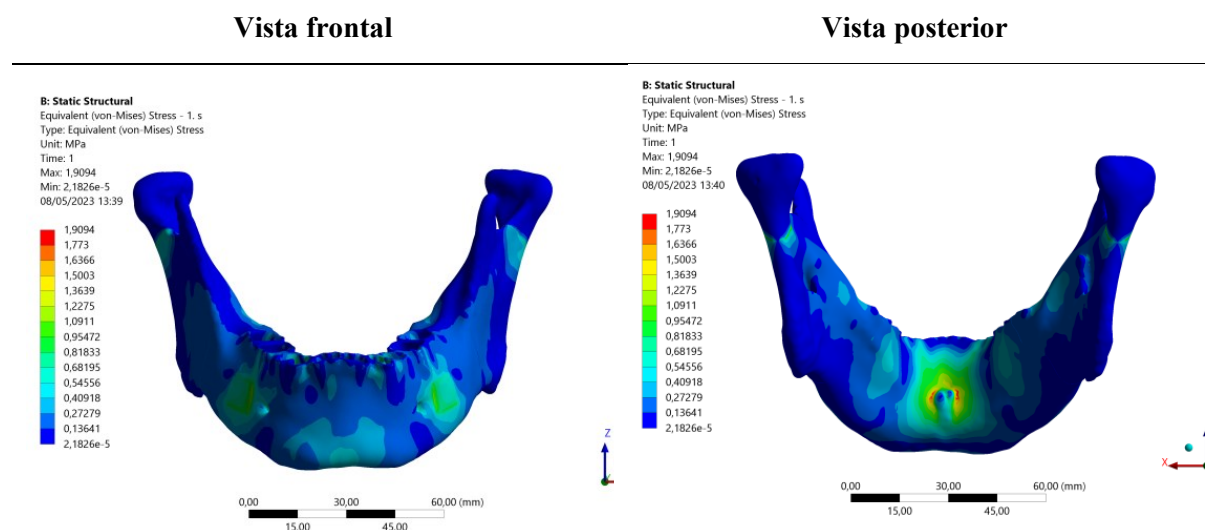 Vista frontal
Vista posterior
B: Static Structural
Equivalent (von-Mises) Stress - 1. s
Type: Equivalent (von-Mises) Stress
Unit: MPa
Time: 1
Max: 1,9094
Min: 2,1826e-5
08/05/2023 13:39
1,9094
1,773
1,6366
1,5003
1,3639
1,2275
1,0911
0,95472
0,81833
0,68195
0,54556
0,40918
0,27279
0,13641
2,1826e-5
Z
0,00
30,00
60,00 (mm)
15,00
45,00
B: Static Structural
Equivalent (von-Mises) Stress - 1. s
Type: Equivalent (von-Mises) Stress
Unit: MPa
Time: 1
Max: 1,9094
Min: 2,1826e-5
08/05/2023 13:40
1,9094
1,773
1,6366
1,5003
1,3639
1,2275
1,0911
0,95472
0,81833
0,68195
0,54556
0,40918
0,27279
0,13641
2,1826e-5
X
0,00
30,00
60,00 (mm)
15,00
45,00